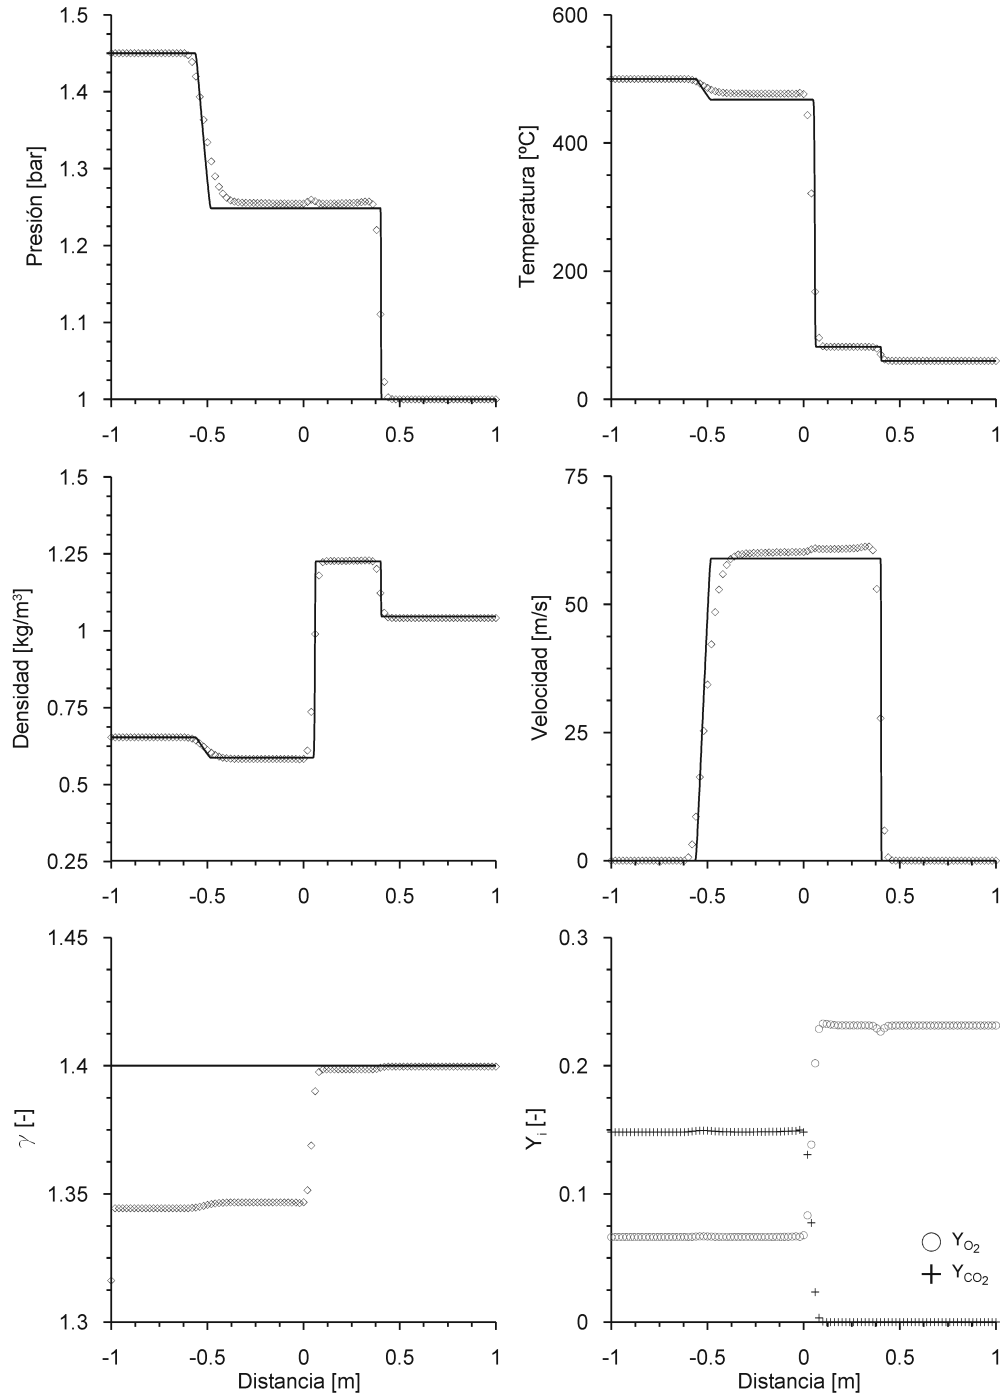 1.5
1.4
1.3
1.2
1.1
1
Presión [bar]
-1 -0.5 0 0.5 1
600
400
200
0
Temperatura [ºC]
-1 -0.5 0 0.5 1
1.5
1.25
1
0.75
0.5
0.25
Densidad [kg/m³]
-1 -0.5 0 0.5 1
75
50
25
0
Velocidad [m/s]
-1 -0.5 0 0.5 1
1.45
1.4
1.35
1.3
γ [-]
-1 -0.5 0 0.5 1
Distancia [m]
0.3
0.2
0.1
0
Yi [-]
YO2
YCO2
-1 -0.5 0 0.5 1
Distancia [m]